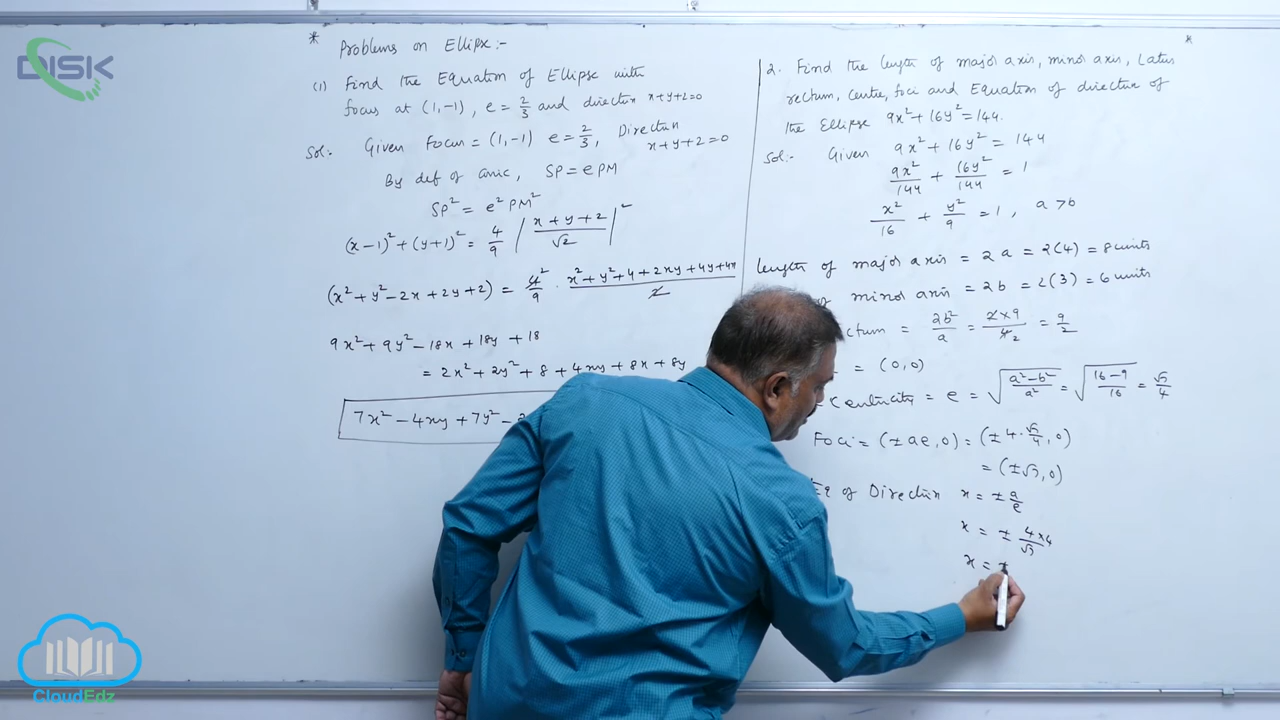 DISK
* Problems on Ellipse:-
(1) Find the Equation of Ellipse with
focus at (1,-1), e = 2/3 and directrix x+y+2=0
Sol:- Given Focus = (1,-1) e = 2/3, Directrix
x+y+2=0
By def of conic, SP = ePM
SP² = e²PM²
(x-1)² + (y+1)² = 4/9 | (x+y+2)/√2 |²
(x²+y²-2x+2y+2) = 4²/9 · (x²+y²+4+2xy+4y+4x)/2
9x²+9y²-18x+18y+18
= 2x²+2y²+8+4xy+8x+8y
7x²-4xy+7y²-
*
2. Find the length of major axis, minor axis, Latus
rectum, centre, foci and Equation of directrix of
the Ellipse 9x²+16y²=144.
Sol:- Given 9x²+16y² = 144
9x²/144 + 16y²/144 = 1
x²/16 + y²/9 = 1, a>b
Length of major axis = 2a = 2(4) = 8 units
minor axis = 2b = 2(3) = 6 units
ctum = 2b²/a = 2×9/4 2 = 9/2
= (0,0)
centricity = e = √((a²-b²)/a²) = √((16-9)/16) = √7/4
Foci = (±ae, 0) = (±4·√7/4, 0)
= (±√7, 0)
Eq of Directrix x = ± a/e
x = ± 4×4/√7
x = ±
CloudEdz